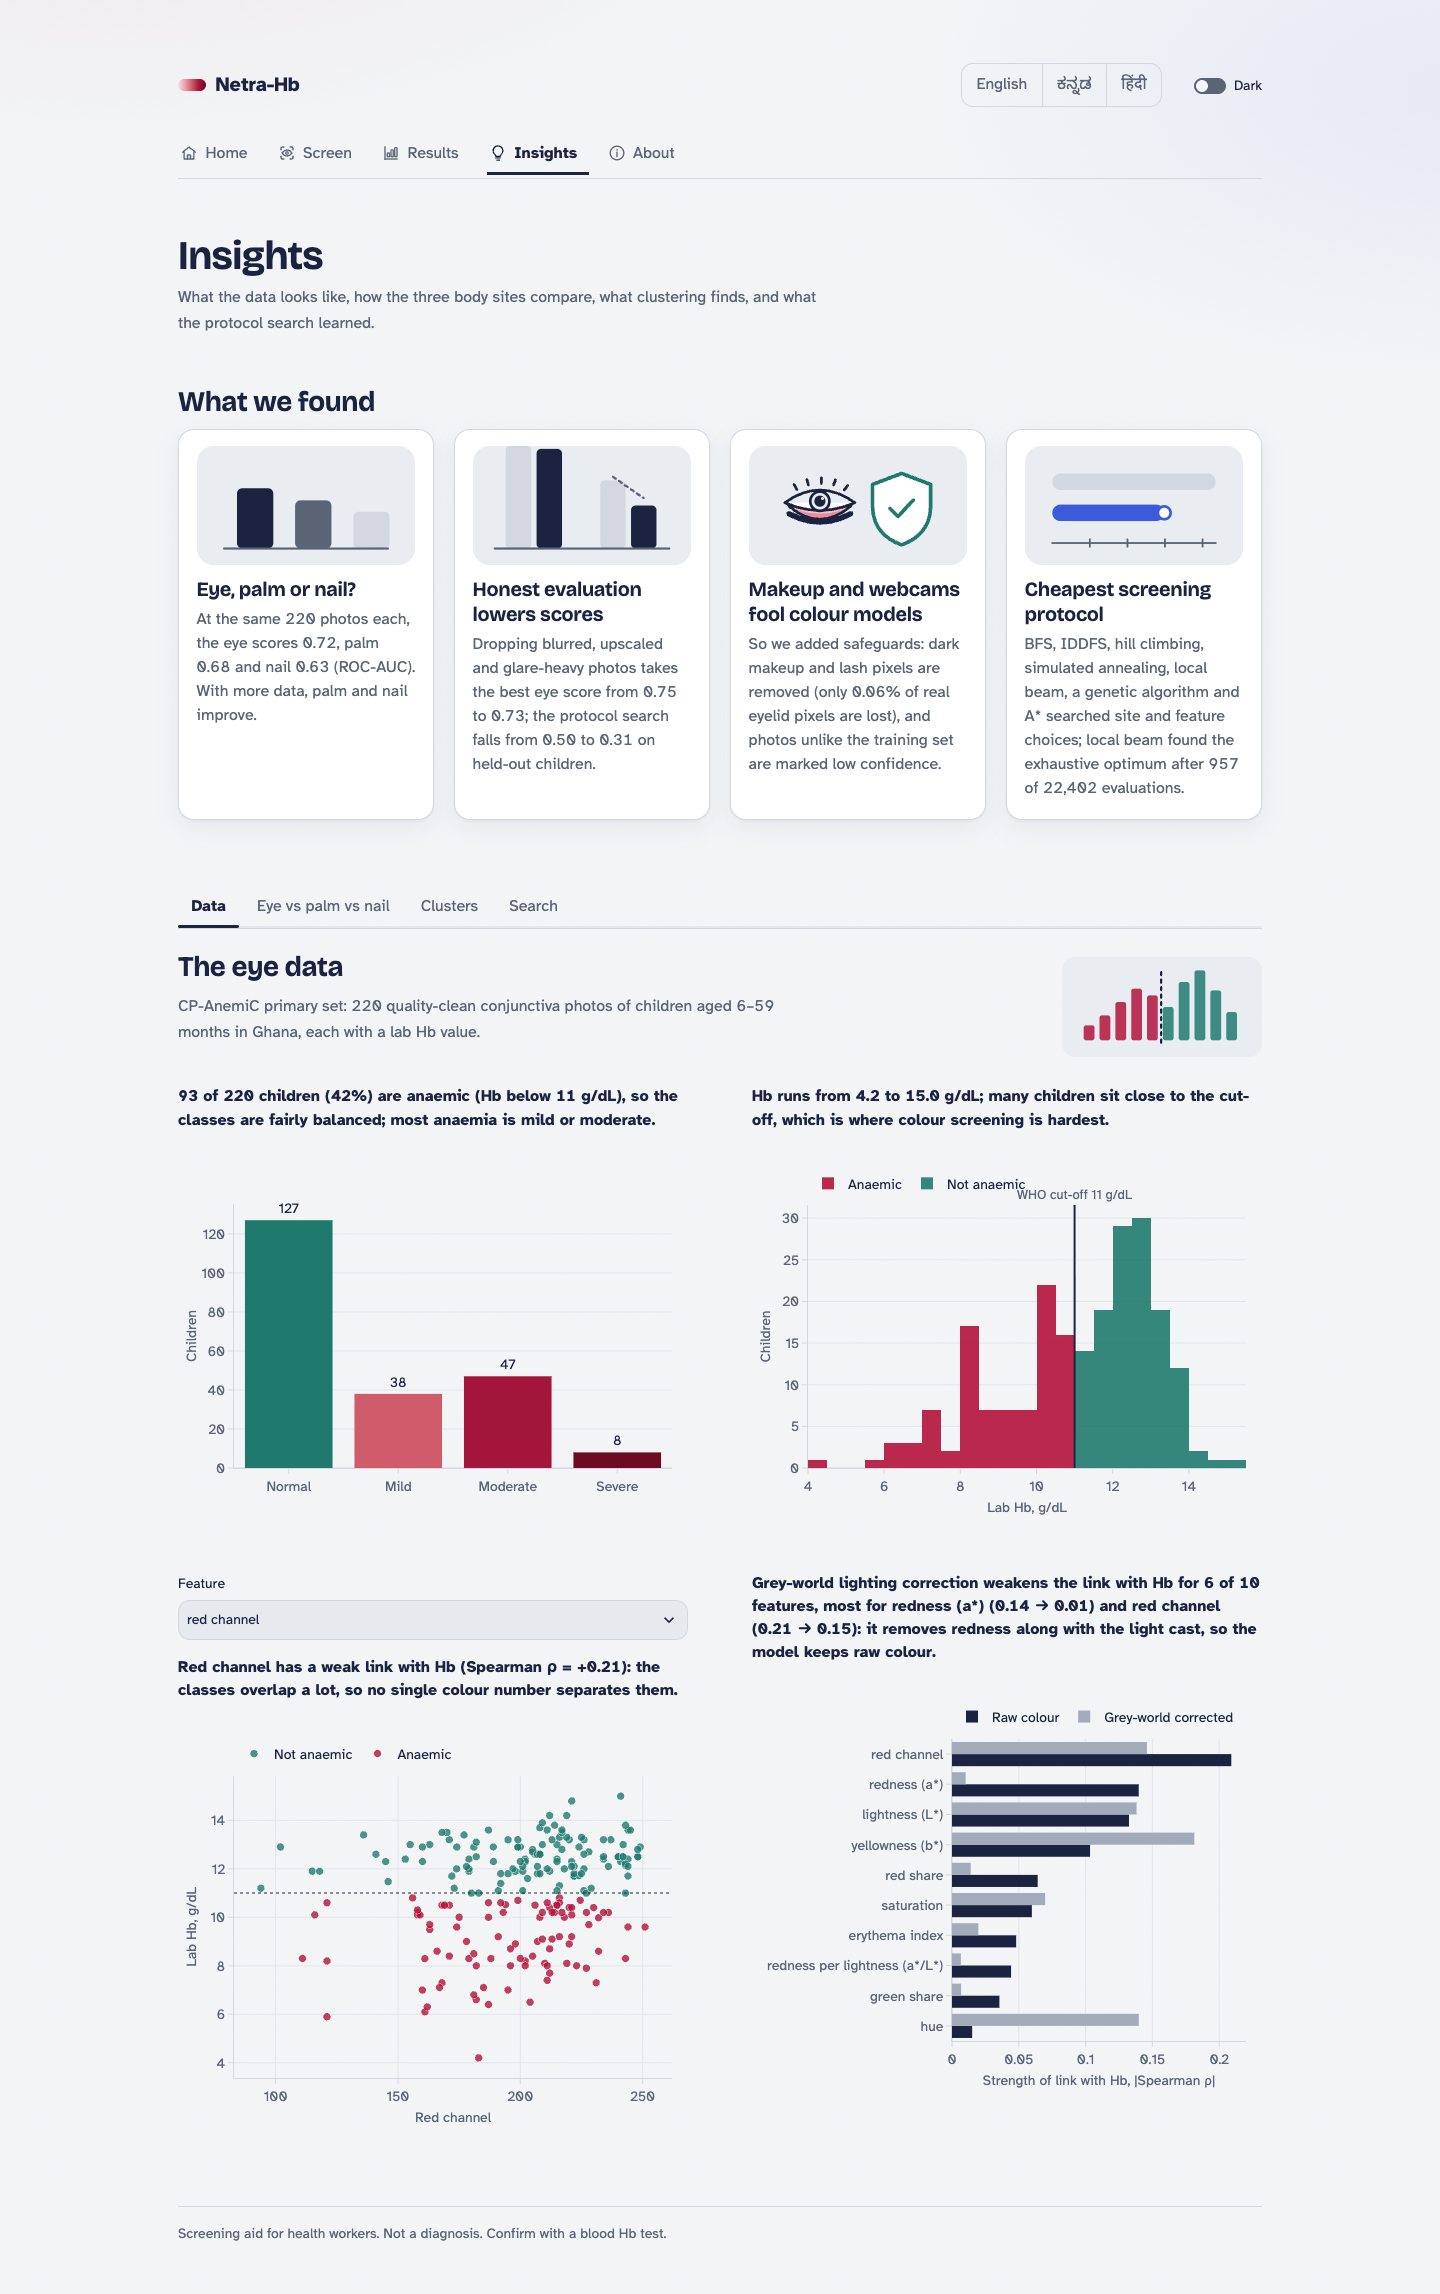 Netra-Hb
English
ಕನ್ನಡ
हिंदी
Dark
Home
Screen
Results
Insights
About
Insights
What the data looks like, how the three body sites compare, what clustering finds, and what
the protocol search learned.
What we found
Eye, palm or nail?
At the same 220 photos each,
the eye scores 0.72, palm
0.68 and nail 0.63 (ROC-AUC).
With more data, palm and nail
improve.
Honest evaluation
lowers scores
Dropping blurred, upscaled
and glare-heavy photos takes
the best eye score from 0.75
to 0.73; the protocol search
falls from 0.50 to 0.31 on
held-out children.
Makeup and webcams
fool colour models
So we added safeguards: dark
makeup and lash pixels are
removed (only 0.06% of real
eyelid pixels are lost), and
photos unlike the training set
are marked low confidence.
Cheapest screening
protocol
BFS, IDDFS, hill climbing,
simulated annealing, local
beam, a genetic algorithm and
A* searched site and feature
choices; local beam found the
exhaustive optimum after 957
of 22,402 evaluations.
Data
Eye vs palm vs nail
Clusters
Search
The eye data
CP-AnemiC primary set: 220 quality-clean conjunctiva photos of children aged 6–59
months in Ghana, each with a lab Hb value.
93 of 220 children (42%) are anaemic (Hb below 11 g/dL), so the
classes are fairly balanced; most anaemia is mild or moderate.
127
38
47
8
120
100
80
60
40
20
0
Children
Normal
Mild
Moderate
Severe
Hb runs from 4.2 to 15.0 g/dL; many children sit close to the cut-
off, which is where colour screening is hardest.
Anaemic
Not anaemic
WHO cut-off 11 g/dL
30
25
20
15
10
5
0
Children
4
6
8
10
12
14
Lab Hb, g/dL
Feature
red channel
Red channel has a weak link with Hb (Spearman ρ = +0.21): the
classes overlap a lot, so no single colour number separates them.
Not anaemic
Anaemic
14
12
10
8
6
4
Lab Hb, g/dL
100
150
200
250
Red channel
Grey-world lighting correction weakens the link with Hb for 6 of 10
features, most for redness (a*) (0.14 → 0.01) and red channel
(0.21 → 0.15): it removes redness along with the light cast, so the
model keeps raw colour.
Raw colour
Grey-world corrected
red channel
redness (a*)
lightness (L*)
yellowness (b*)
red share
saturation
erythema index
redness per lightness (a*/L*)
green share
hue
0
0.05
0.1
0.15
0.2
Strength of link with Hb, |Spearman ρ|
Screening aid for health workers. Not a diagnosis. Confirm with a blood Hb test.